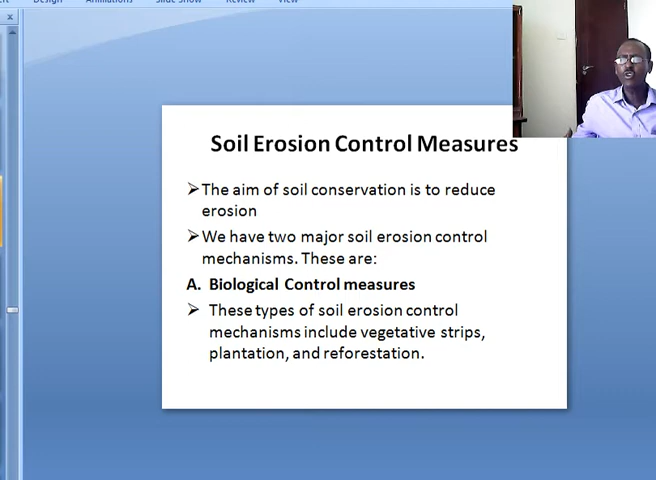 Design
Animations
Slide Show
Review
View
Soil Erosion Control Measures
➢The aim of soil conservation is to reduce
erosion
➢We have two major soil erosion control
mechanisms. These are:
A. Biological Control measures
➢ These types of soil erosion control
mechanisms include vegetative strips,
plantation, and reforestation.